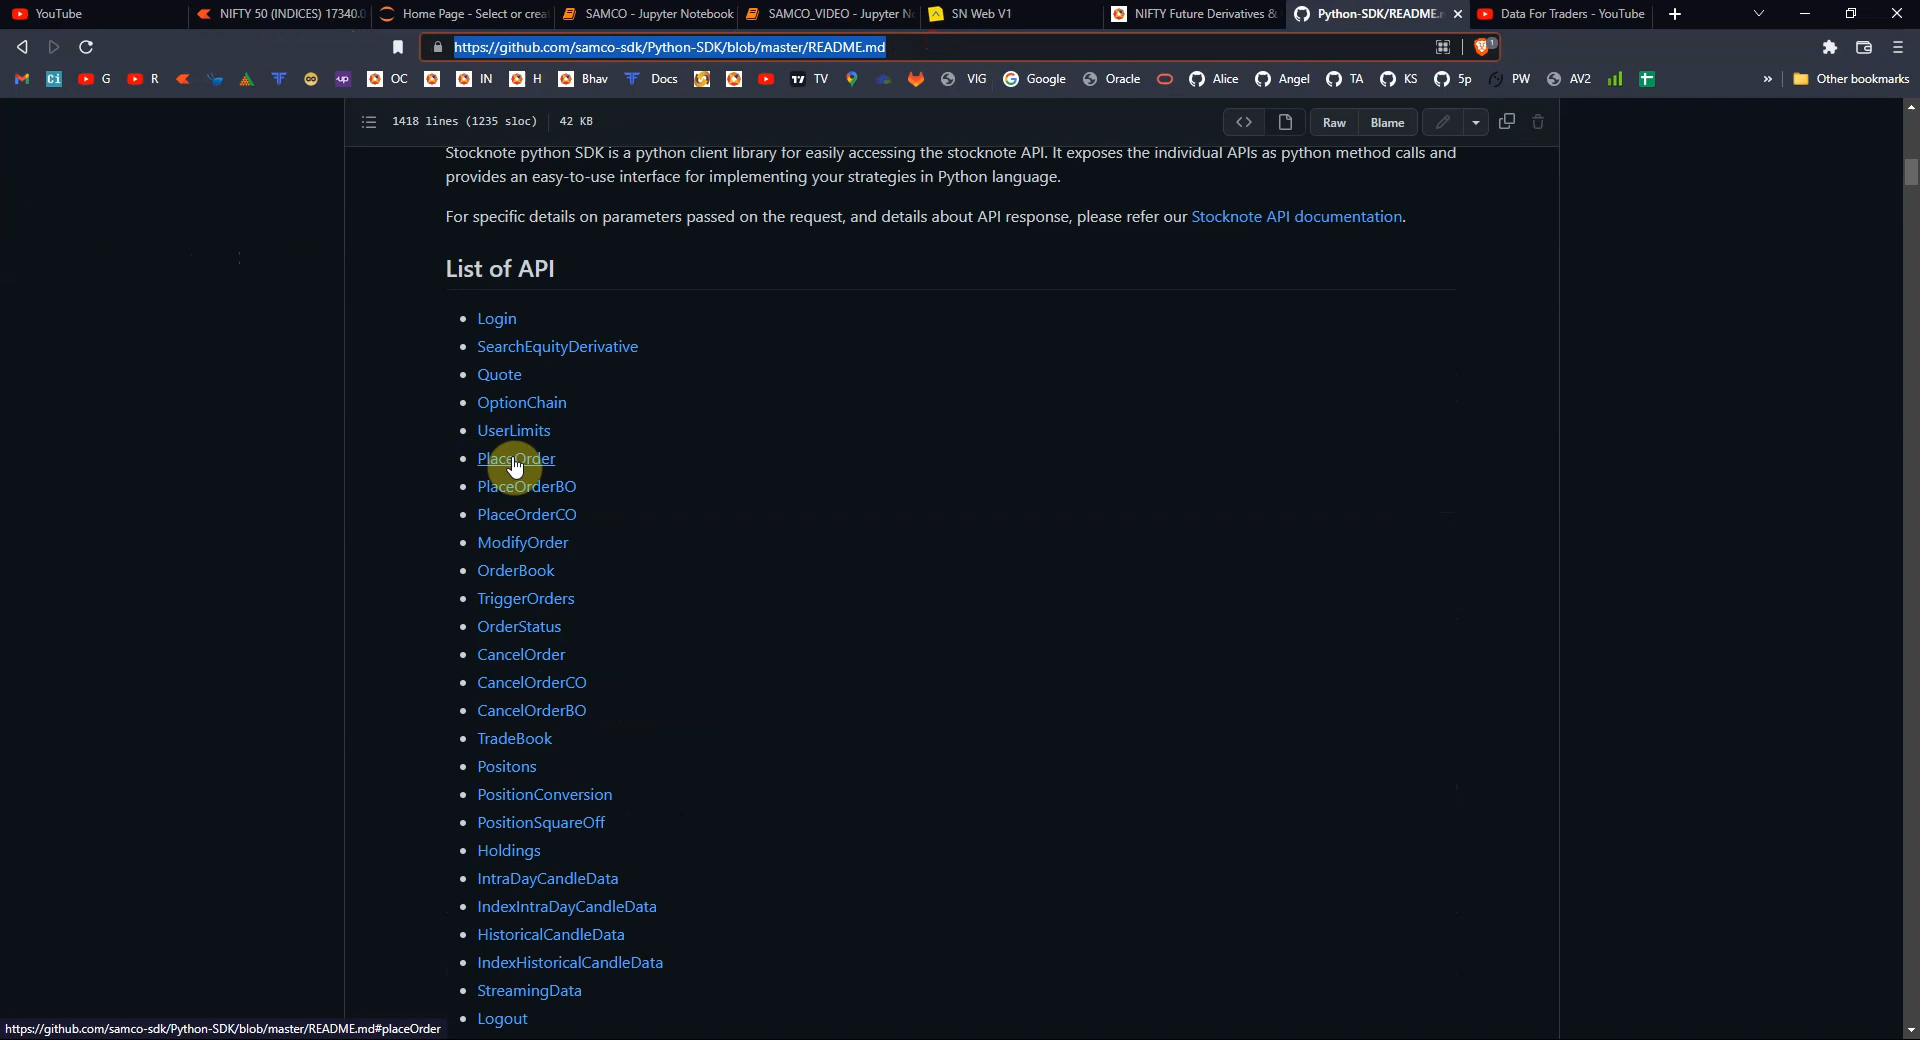 YouTube
NIFTY 50 (INDICES) 17340.0
Home Page - Select or crea
SAMCO - Jupyter Notebook
SAMCO_VIDEO - Jupyter N
SN Web V1
NIFTY Future Derivatives &
Python-SDK/README.
Data For Traders - YouTube
https://github.com/samco-sdk/Python-SDK/blob/master/README.md
1
Ci G R up OC IN H Bhav Docs TV VIG Google Oracle Alice Angel TA KS 5p PW AV2 » Other bookmarks
1418 lines (1235 sloc) 42 KB
Raw Blame
Stocknote python SDK is a python client library for easily accessing the stocknote API. It exposes the individual APIs as python method calls and
provides an easy-to-use interface for implementing your strategies in Python language.
For specific details on parameters passed on the request, and details about API response, please refer our Stocknote API documentation.
List of API
Login
SearchEquityDerivative
Quote
OptionChain
UserLimits
PlaceOrder
PlaceOrderBO
PlaceOrderCO
ModifyOrder
OrderBook
TriggerOrders
OrderStatus
CancelOrder
CancelOrderCO
CancelOrderBO
TradeBook
Positons
PositionConversion
PositionSquareOff
Holdings
IntraDayCandleData
IndexIntraDayCandleData
HistoricalCandleData
IndexHistoricalCandleData
StreamingData
Logout
https://github.com/samco-sdk/Python-SDK/blob/master/README.md#placeOrder